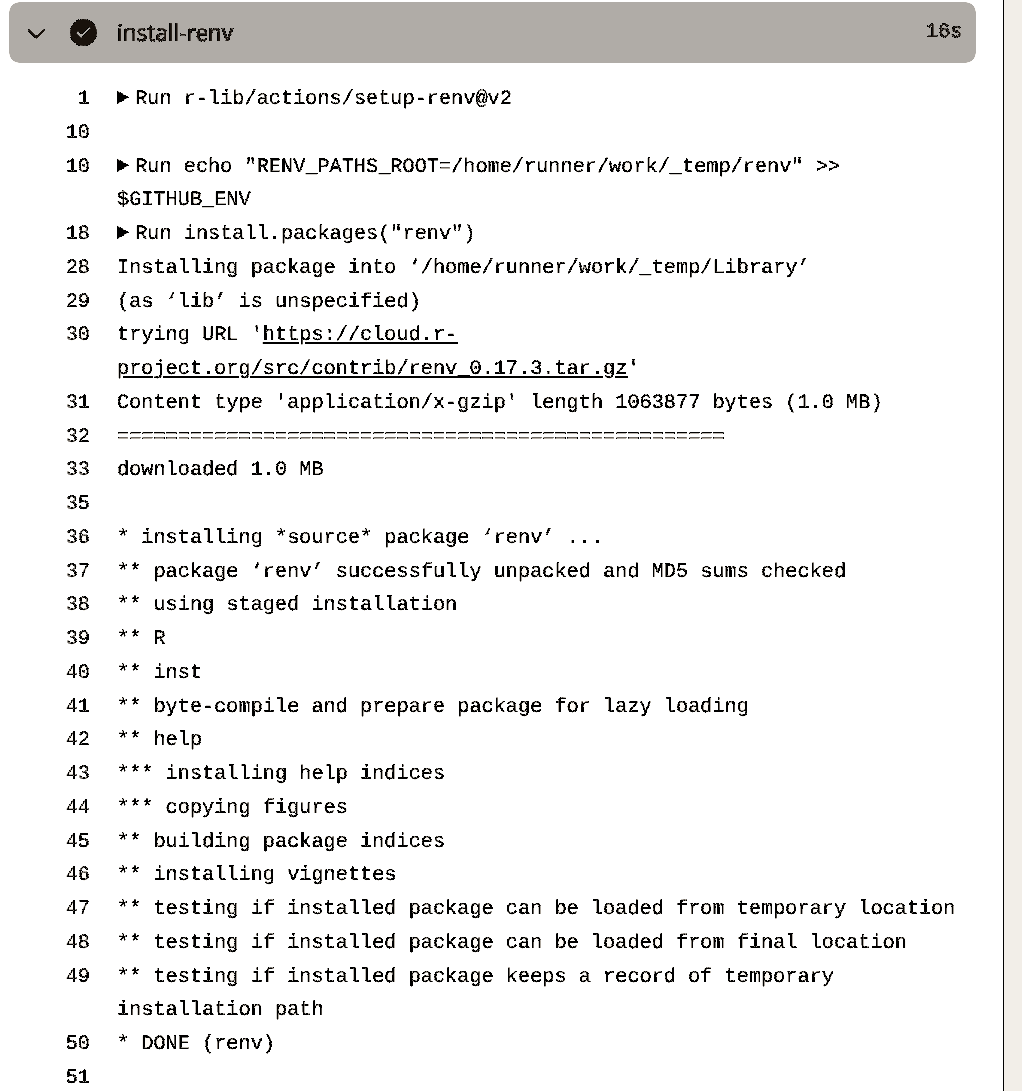 install-renv 16s
1 ▶ Run r-lib/actions/setup-renv@v2
10
10 ▶ Run echo "RENV_PATHS_ROOT=/home/runner/work/_temp/renv" >>
$GITHUB_ENV
18 ▶ Run install.packages("renv")
28 Installing package into ‘/home/runner/work/_temp/Library’
29 (as ‘lib’ is unspecified)
30 trying URL 'https://cloud.r-
project.org/src/contrib/renv_0.17.3.tar.gz'
31 Content type 'application/x-gzip' length 1063877 bytes (1.0 MB)
32 ==================================================
33 downloaded 1.0 MB
35
36 * installing *source* package ‘renv’ ...
37 ** package ‘renv’ successfully unpacked and MD5 sums checked
38 ** using staged installation
39 ** R
40 ** inst
41 ** byte-compile and prepare package for lazy loading
42 ** help
43 *** installing help indices
44 *** copying figures
45 ** building package indices
46 ** installing vignettes
47 ** testing if installed package can be loaded from temporary location
48 ** testing if installed package can be loaded from final location
49 ** testing if installed package keeps a record of temporary
installation path
50 * DONE (renv)
51